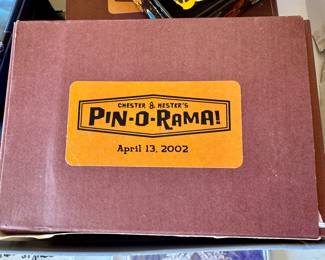 CHESTER & HESTER'S
PIN-O-RAMA!
April 13, 2002